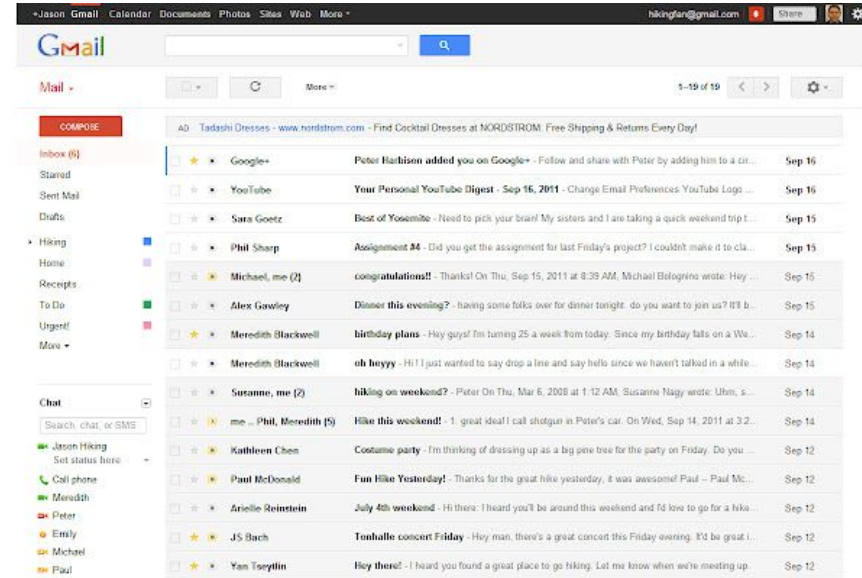 +Jason Gmail Calendar Documents Photos Sites Web More
hikingfan@gmail.com Share
Gmail
Mail
More
1–19 of 19
COMPOSE
AD Tadashi Dresses - www.nordstrom.com - Find Cocktail Dresses at NORDSTROM. Free Shipping & Returns Every Day!
Inbox (6)
Starred
Sent Mail
Drafts
Hiking
Home
Receipts
To Do
Urgent!
More
Google+ Peter Harbison added you on Google+ - Follow and share with Peter by adding him to a cir... Sep 16
YouTube Your Personal YouTube Digest - Sep 16, 2011 - Change Email Preferences YouTube Logo ... Sep 16
Sara Goetz Best of Yosemite - Need to pick your brain! My sisters and I are taking a quick weekend trip t... Sep 15
Phil Sharp Assignment #4 - Did you get the assignment for last Friday's project? I couldn't make it to cla... Sep 15
Michael, me (2) congratulations!! - Thanks! On Thu, Sep 15, 2011 at 8:39 AM, Michael Bolognino wrote: Hey ... Sep 15
Alex Gawley Dinner this evening? - having some folks over for dinner tonight. do you want to join us? It'll b... Sep 15
Meredith Blackwell birthday plans - Hey guys! I'm turning 25 a week from today. Since my birthday falls on a We... Sep 14
Meredith Blackwell oh heyyy - Hi! I just wanted to say drop a line and say hello since we haven't talked in a while... Sep 14
Susanne, me (2) hiking on weekend? - Peter On Thu, Mar 6, 2008 at 1:12 AM, Susanne Nagy wrote: Uhm, s... Sep 14
me .. Phil, Meredith (5) Hike this weekend! - 1. great idea! I call shotgun in Peter's car. On Wed, Sep 14, 2011 at 3:2... Sep 14
Kathleen Chen Costume party - I'm thinking of dressing up as a big pine tree for the party on Friday. Do you ... Sep 12
Paul McDonald Fun Hike Yesterday! - Thanks for the great hike yesterday, it was awesome! Paul -- Paul Mc... Sep 12
Arielle Reinstein July 4th weekend - Hi there: I heard you'll be around this weekend and I'd love to go for a hike... Sep 12
JS Bach Tonhalle concert Friday - Hey man, there's a great concert this Friday evening. It'd be great i... Sep 12
Yan Tseytlin Hey there! - I heard you found a great place to go hiking. Let me know when we're meeting up. Sep 12
Chat
Search, chat, or SMS
Jason Hiking
Set status here
Call phone
Meredith
Peter
Emily
Michael
Paul